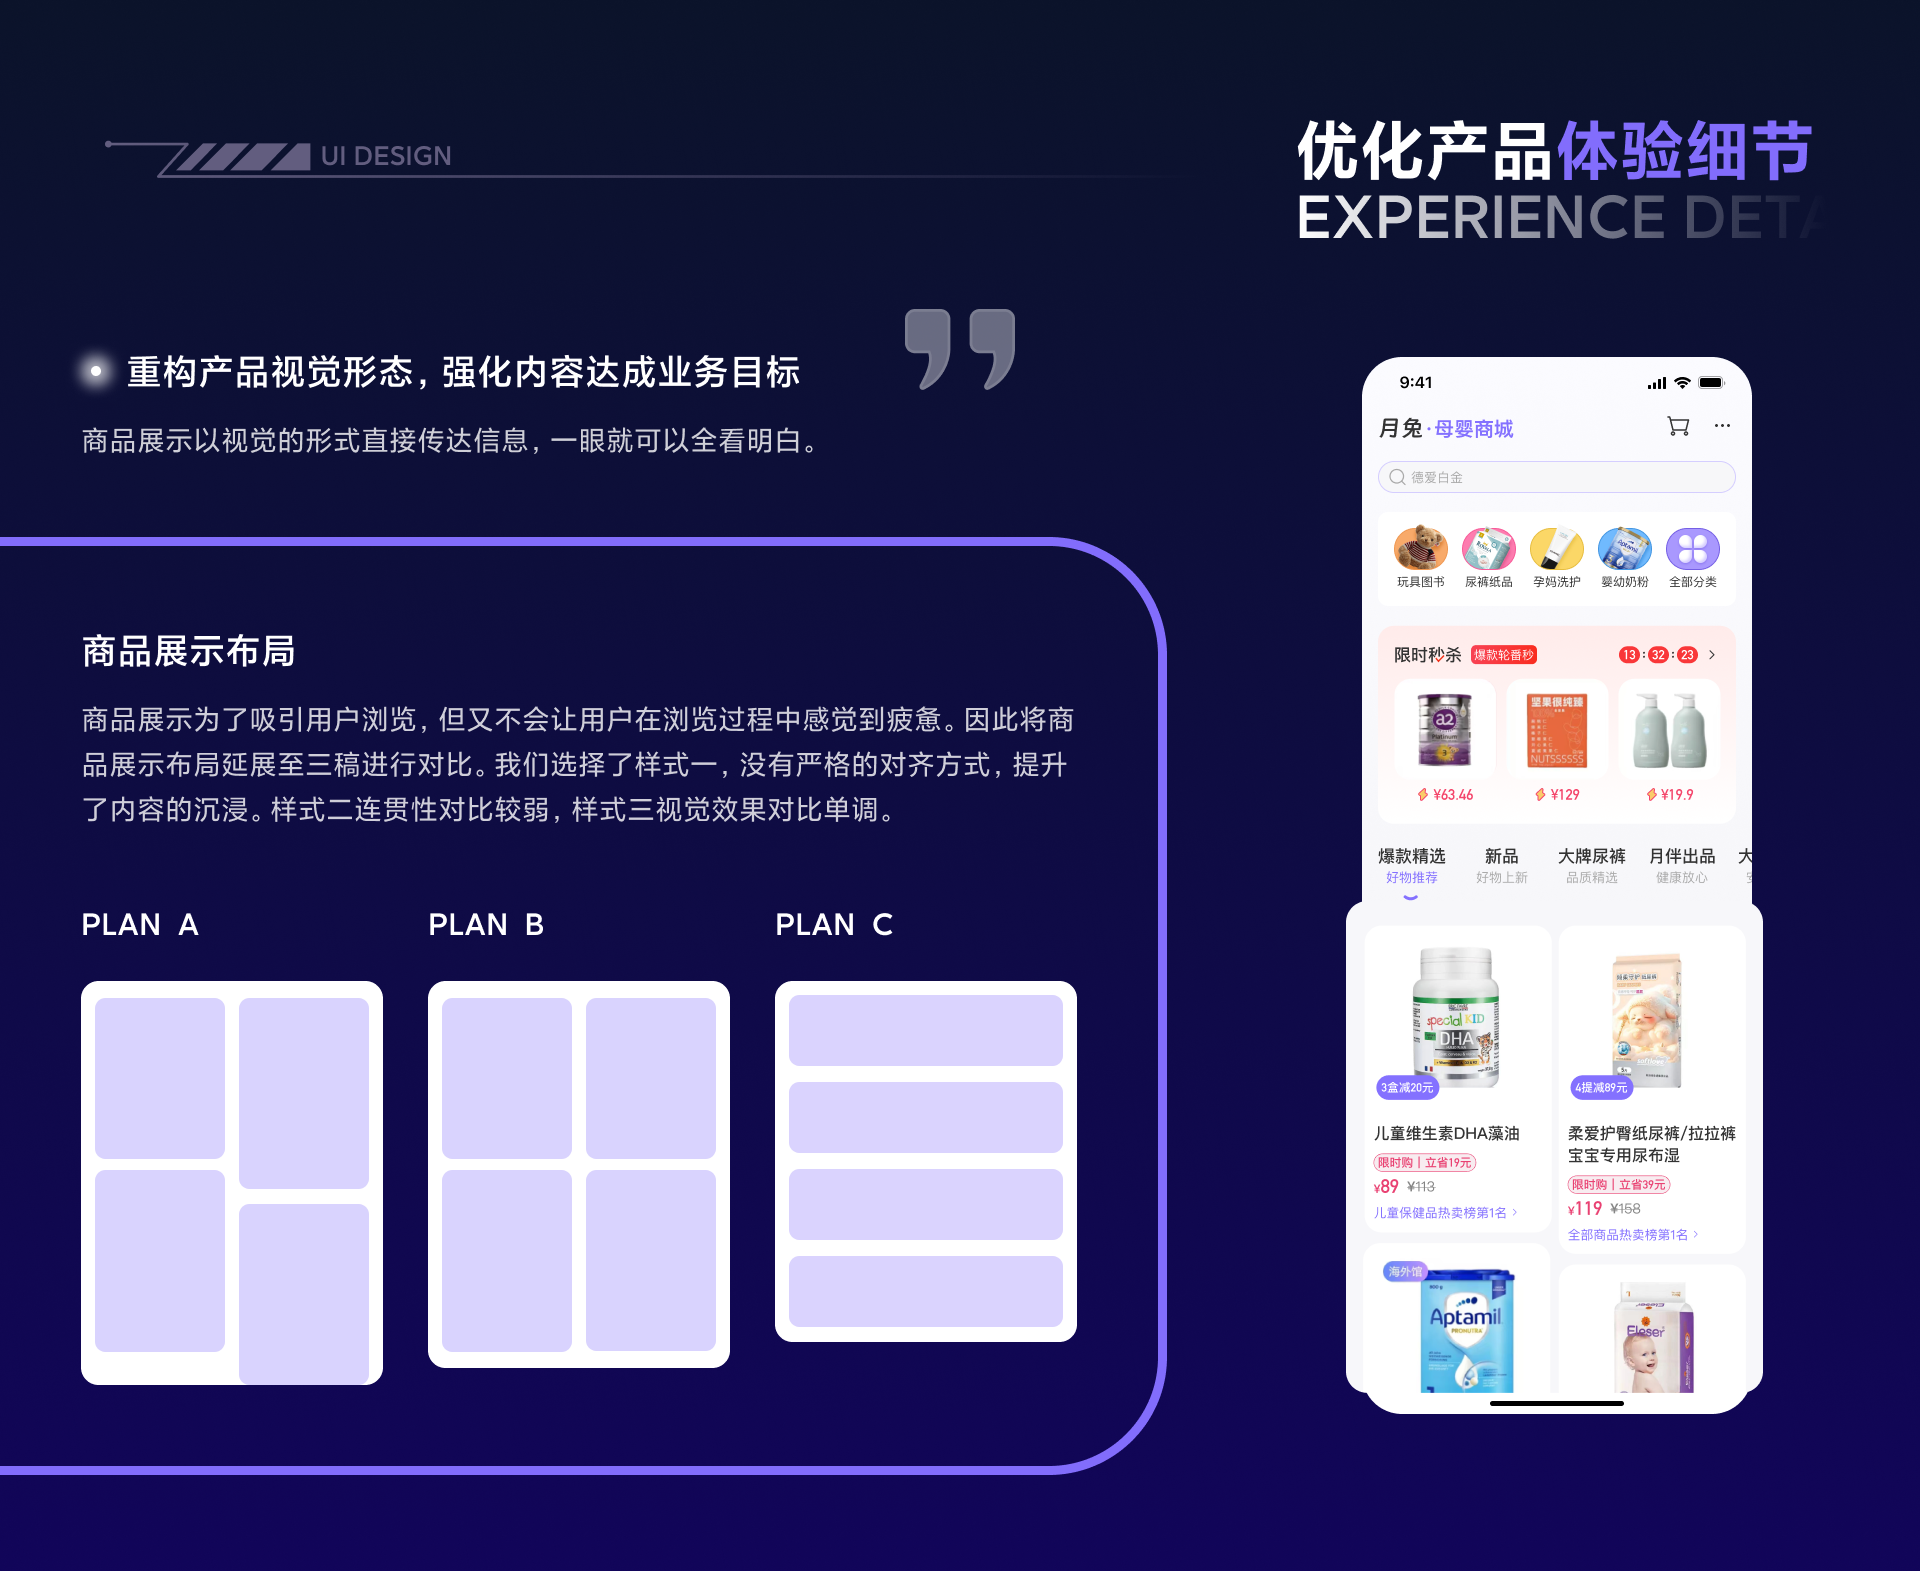 UI DESIGN
优化产品体验细节
EXPERIENCE DETA
重构产品视觉形态，强化内容达成业务目标
商品展示以视觉的形式直接传达信息，一眼就可以全看明白。
商品展示布局
商品展示为了吸引用户浏览，但又不会让用户在浏览过程中感觉到疲惫。因此将商
品展示布局延展至三稿进行对比。我们选择了样式一，没有严格的对齐方式，提升
了内容的沉浸。样式二连贯性对比较弱，样式三视觉效果对比单调。
PLAN A
PLAN B
PLAN C
9:41
月兔·母婴商城
德爱白金
玩具图书
尿裤纸品
孕妈洗护
婴幼奶粉
全部分类
限时秒杀 爆款轮番秒 13:32:23
a2
Platinum
3
坚果很纯臻
NUTSSSSSS
¥63.46
¥129
¥19.9
爆款精选 新品 大牌尿裤 月伴出品 大
好物推荐 好物上新 品质精选 健康放心
special KID
DHA
3盒减20元
儿童维生素DHA藻油
限时购 | 立省19元
¥89 ¥113
儿童保健品热卖榜第1名
4提减89元
柔爱护臀纸尿裤/拉拉裤
宝宝专用尿布湿
限时购 | 立省39元
¥119 ¥158
全部商品热卖榜第1名
海外馆
Aptamil
PRONUTRA
Eleser